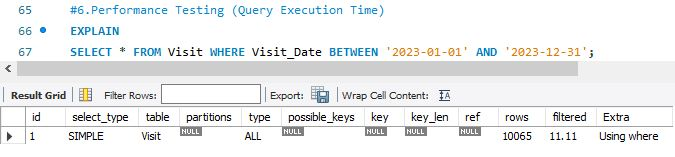 65 #6.Performance Testing (Query Execution Time)
66 EXPLAIN
67 SELECT * FROM Visit WHERE Visit_Date BETWEEN '2023-01-01' AND '2023-12-31';
Result Grid Filter Rows: Export: Wrap Cell Content: IA
id select_type table partitions type possible_keys key key_len ref rows filtered Extra
1 SIMPLE Visit NULL ALL NULL NULL NULL NULL 10065 11.11 Using where